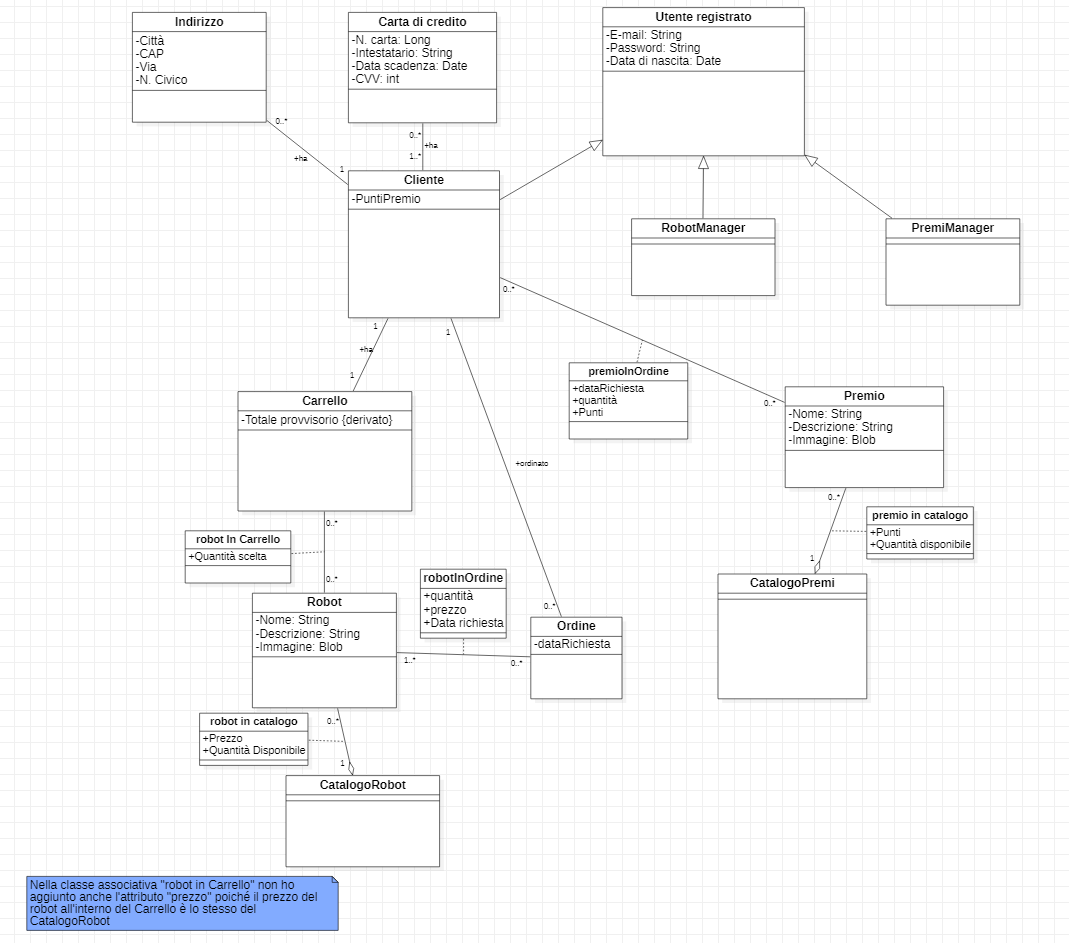 Indirizzo
-Città
-CAP
-Via
-N. Civico
Carta di credito
-N. carta: Long
-Intestatario: String
-Data scadenza: Date
-CVV: int
Utente registrato
-E-mail: String
-Password: String
-Data di nascita: Date
0..*
+ha
1
0..*
+ha
1..*
Cliente
-PuntiPremio
RobotManager
PremiManager
0..*
1
+ha
1
1
premioInOrdine
+dataRichiesta
+quantità
+Punti
0..*
Premio
-Nome: String
-Descrizione: String
-Immagine: Blob
Carrello
-Totale provvisorio {derivato}
+ordinato
0..*
premio in catalogo
+Punti
+Quantità disponibile
1
CatalogoPremi
0..*
robot In Carrello
+Quantità scelta
0..*
robotInOrdine
+quantità
+prezzo
+Data richiesta
0..*
Robot
-Nome: String
-Descrizione: String
-Immagine: Blob
1..*
0..*
Ordine
-dataRichiesta
0..*
robot in catalogo
+Prezzo
+Quantità Disponibile
1
CatalogoRobot
Nella classe associativa "robot in Carrello" non ho
aggiunto anche l'attributo "prezzo" poiché il prezzo del
robot all'interno del Carrello è lo stesso del
CatalogoRobot